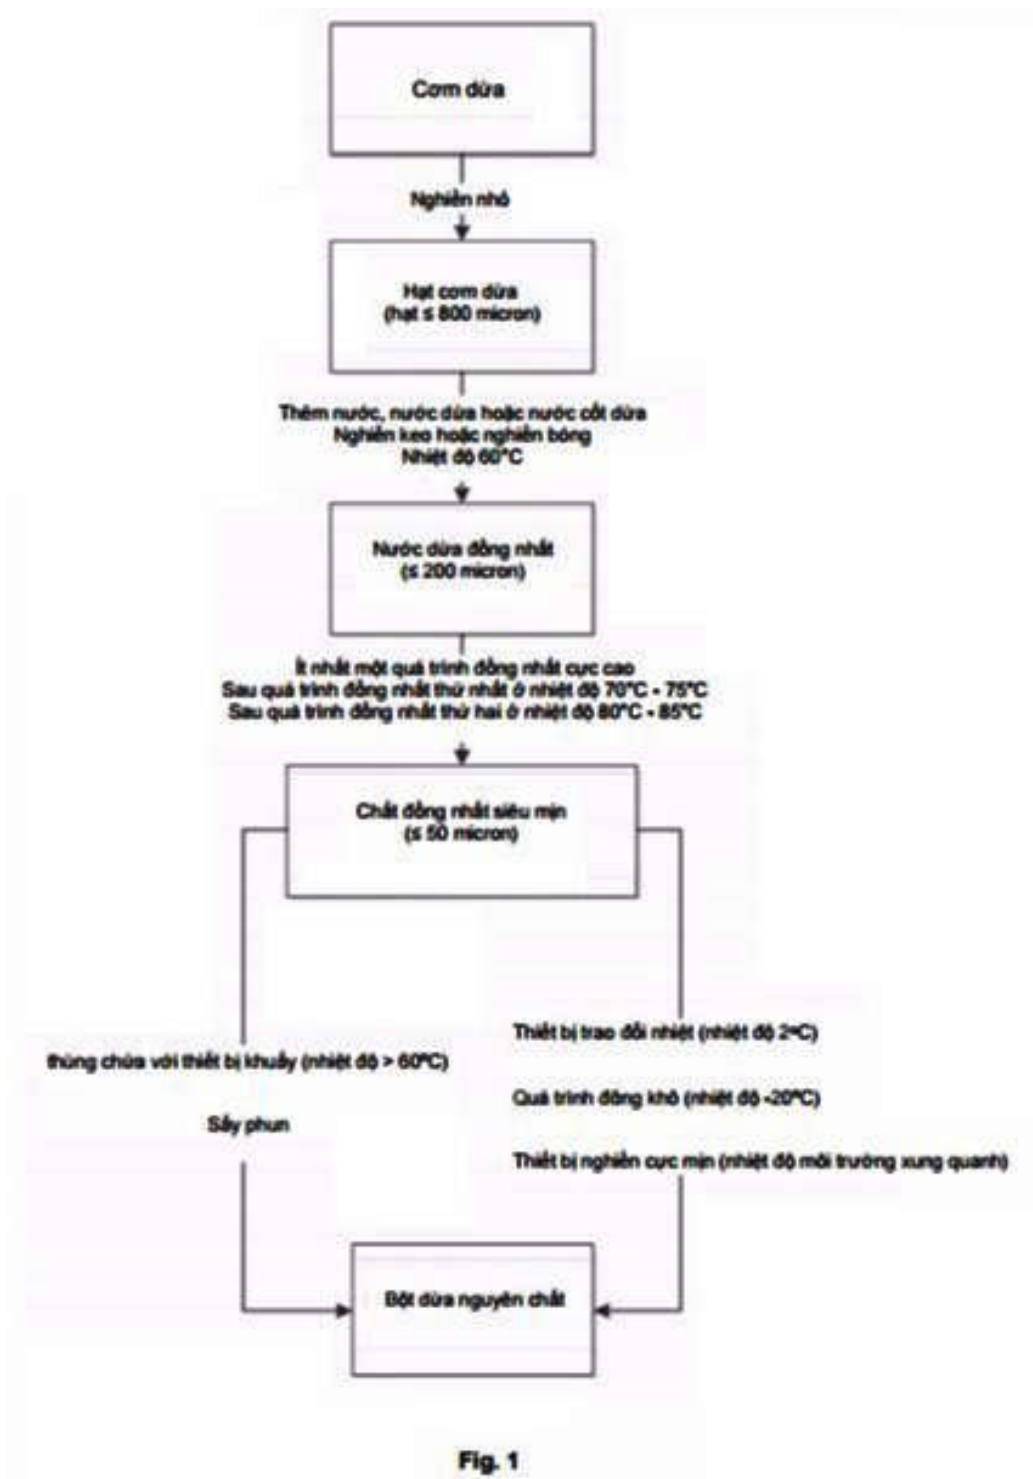 Cơm dừa
Nghiền nhỏ
Hạt cơm dừa
(hạt ≤ 800 micron)
Thêm nước, nước dừa hoặc nước cốt dừa
Nghiền keo hoặc nghiền bóng
Nhiệt độ 60°C
Nước dừa đồng nhất
(≤ 200 micron)
Ít nhất một quá trình đồng nhất cực cao
Sau quá trình đồng nhất thứ nhất ở nhiệt độ 70°C - 75°C
Sau quá trình đồng nhất thứ hai ở nhiệt độ 80°C - 85°C
Chất đồng nhất siêu mịn
(≤ 50 micron)
thùng chứa với thiết bị khuấy (nhiệt độ > 60°C)
Sấy phun
Thiết bị trao đổi nhiệt (nhiệt độ 2°C)
Quá trình đông khô (nhiệt độ -20°C)
Thiết bị nghiền cực mịn (nhiệt độ môi trường xung quanh)
Bột dừa nguyên chất
Fig. 1